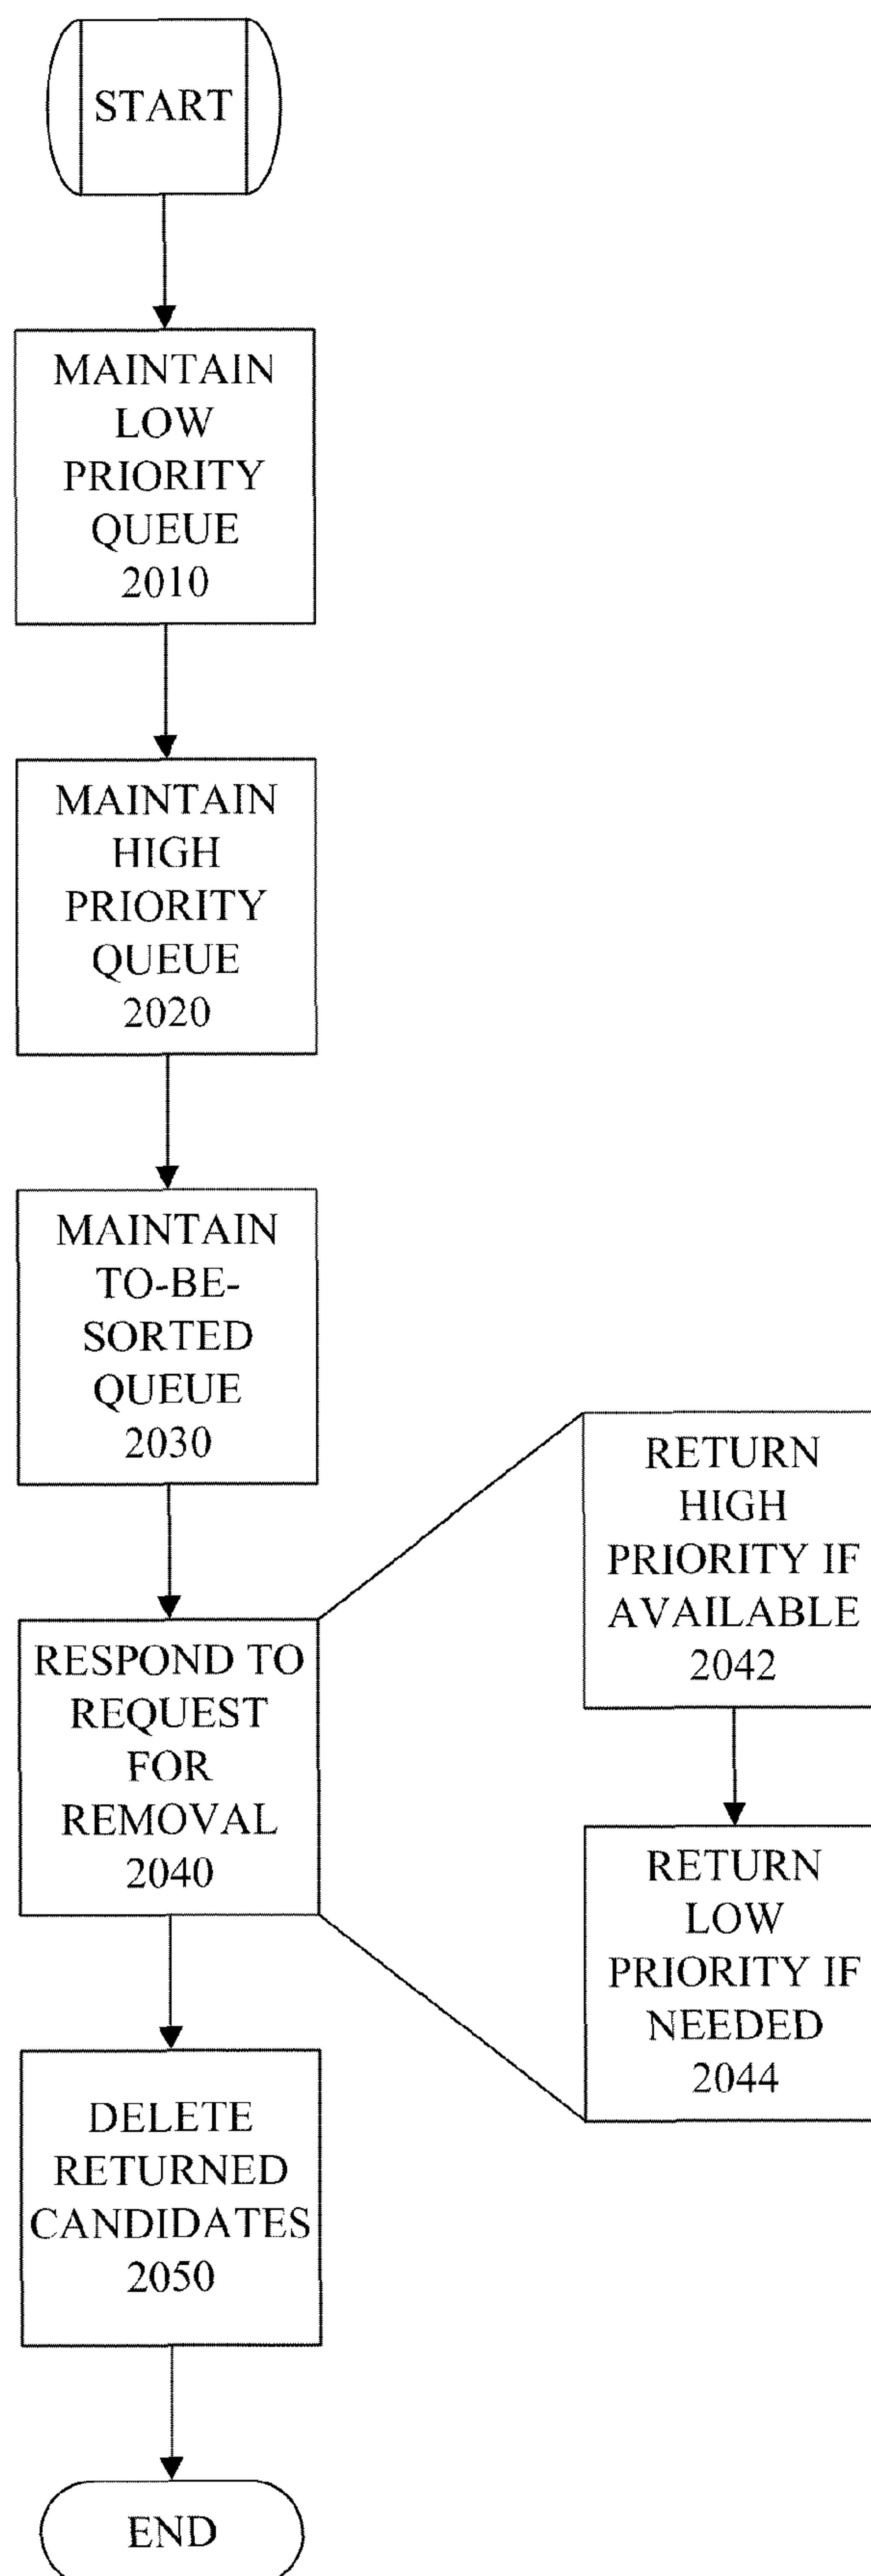 START
MAINTAIN
LOW
PRIORITY
QUEUE
2010
MAINTAIN
HIGH
PRIORITY
QUEUE
2020
MAINTAIN
TO-BE-
SORTED
QUEUE
2030
RESPOND TO
REQUEST
FOR
REMOVAL
2040
RETURN
HIGH
PRIORITY IF
AVAILABLE
2042
RETURN
LOW
PRIORITY IF
NEEDED
2044
DELETE
RETURNED
CANDIDATES
2050
END